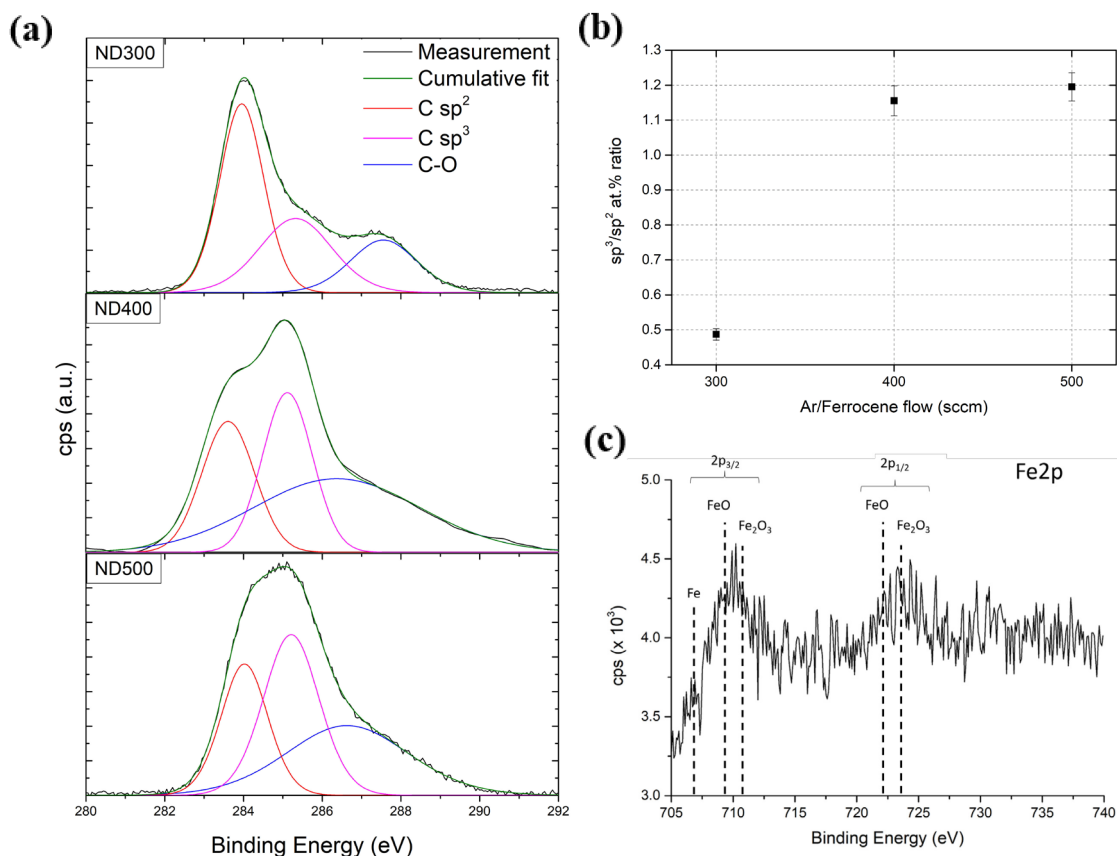 (a)
ND300
Measurement
Cumulative fit
C sp²
C sp³
C-O
ND400
ND500
cps (a.u.)
280 282 284 286 288 290 292
Binding Energy (eV)
(b)
1.3
1.2
1.1
1.0
0.9
0.8
0.7
0.6
0.5
0.4
sp³/sp² at.% ratio
300 400 500
Ar/Ferrocene flow (sccm)
(c)
Fe2p
2p₃/₂ 2p₁/₂
FeO FeO
Fe₂O₃ Fe₂O₃
Fe
5.0
4.5
4.0
3.5
3.0
cps (x 10³)
705 710 715 720 725 730 735 740
Binding Energy (eV)